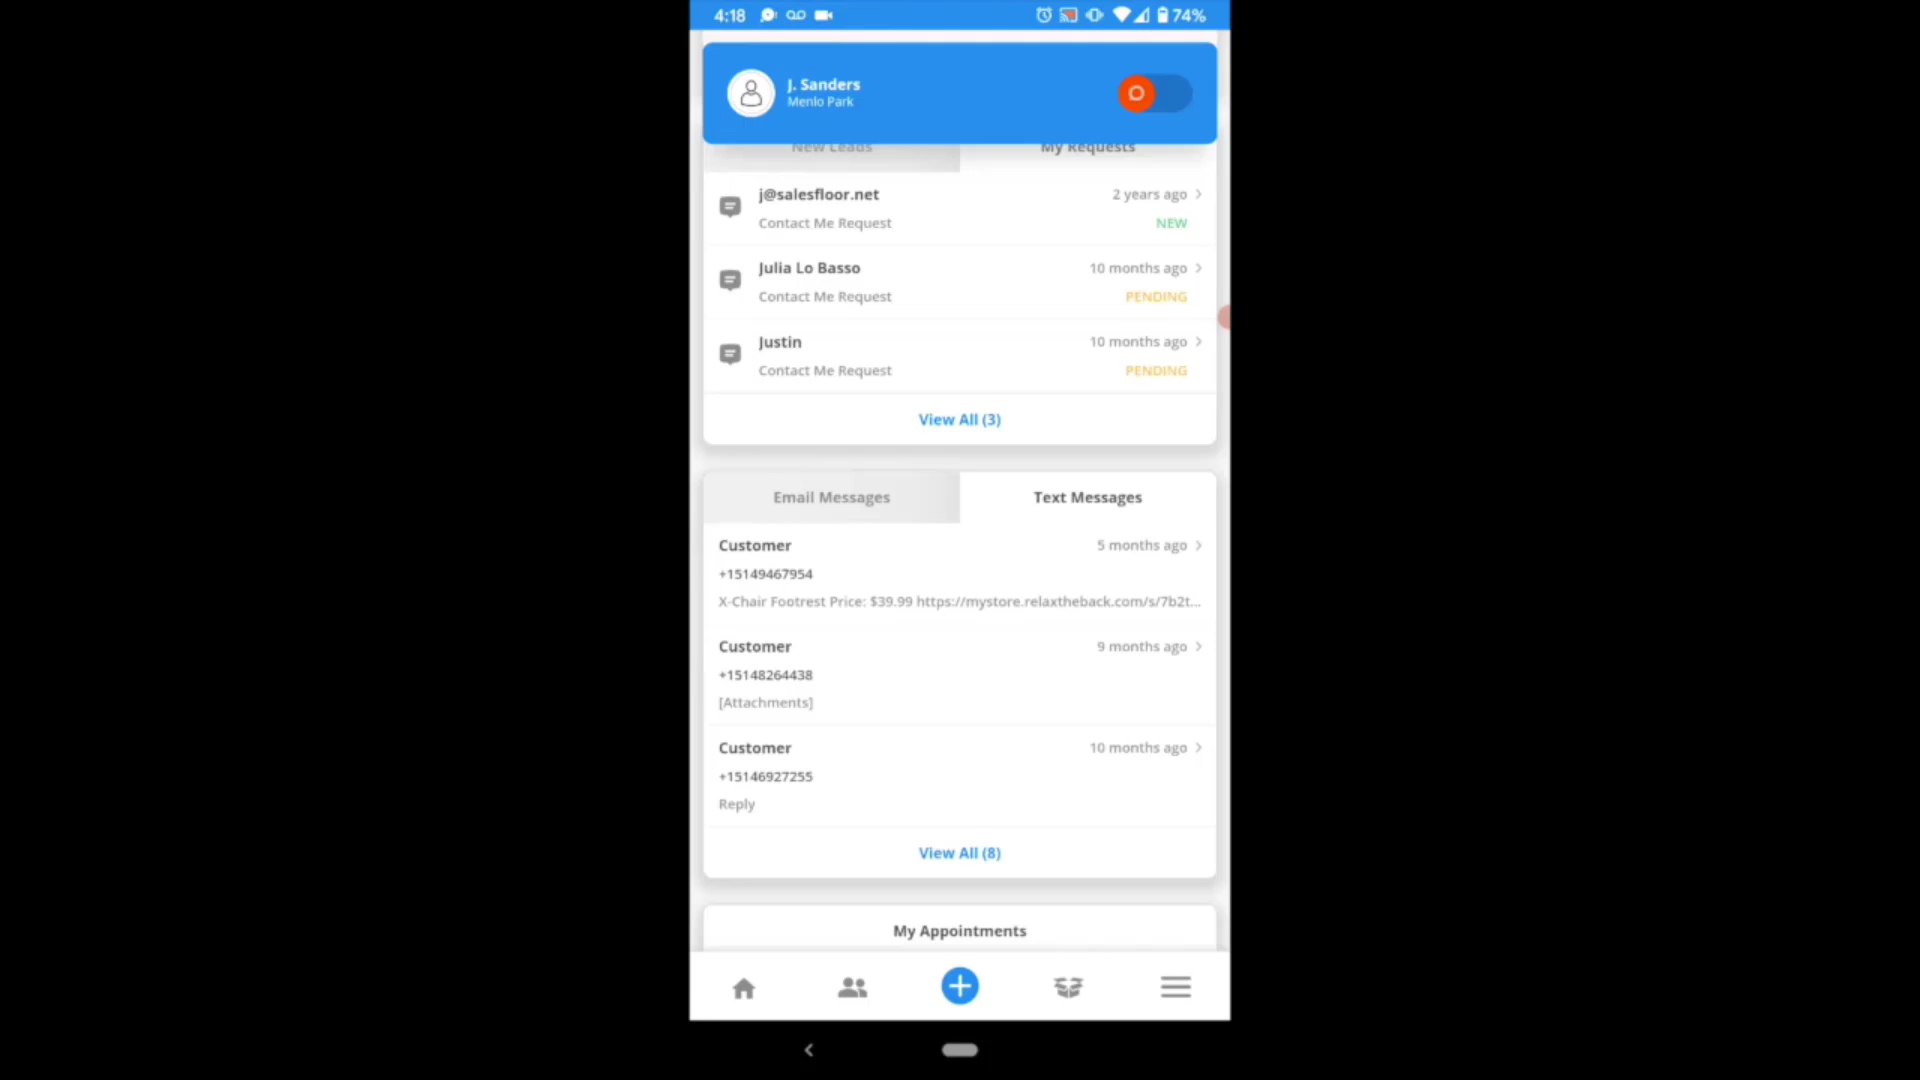 4:18
74%
J. Sanders
Menlo Park
New Leads
My Requests
j@salesfloor.net
2 years ago
Contact Me Request
NEW
Julia Lo Basso
10 months ago
Contact Me Request
PENDING
Justin
10 months ago
Contact Me Request
PENDING
View All (3)
Email Messages
Text Messages
Customer
5 months ago
+15149467954
X-Chair Footrest Price: $39.99 https://mystore.relaxtheback.com/s/7b2t...
Customer
9 months ago
+15148264438
[Attachments]
Customer
10 months ago
+15146927255
Reply
View All (8)
My Appointments